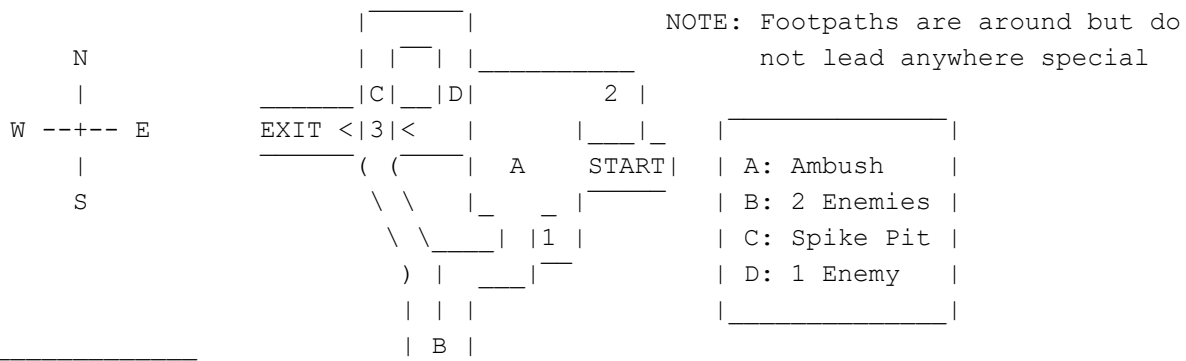 NOTE: Footpaths are around but do
N not lead anywhere special
C D 2
W --+-- E EXIT < 3 <
A START A: Ambush
S B: 2 Enemies
1 C: Spike Pit
D: 1 Enemy
B